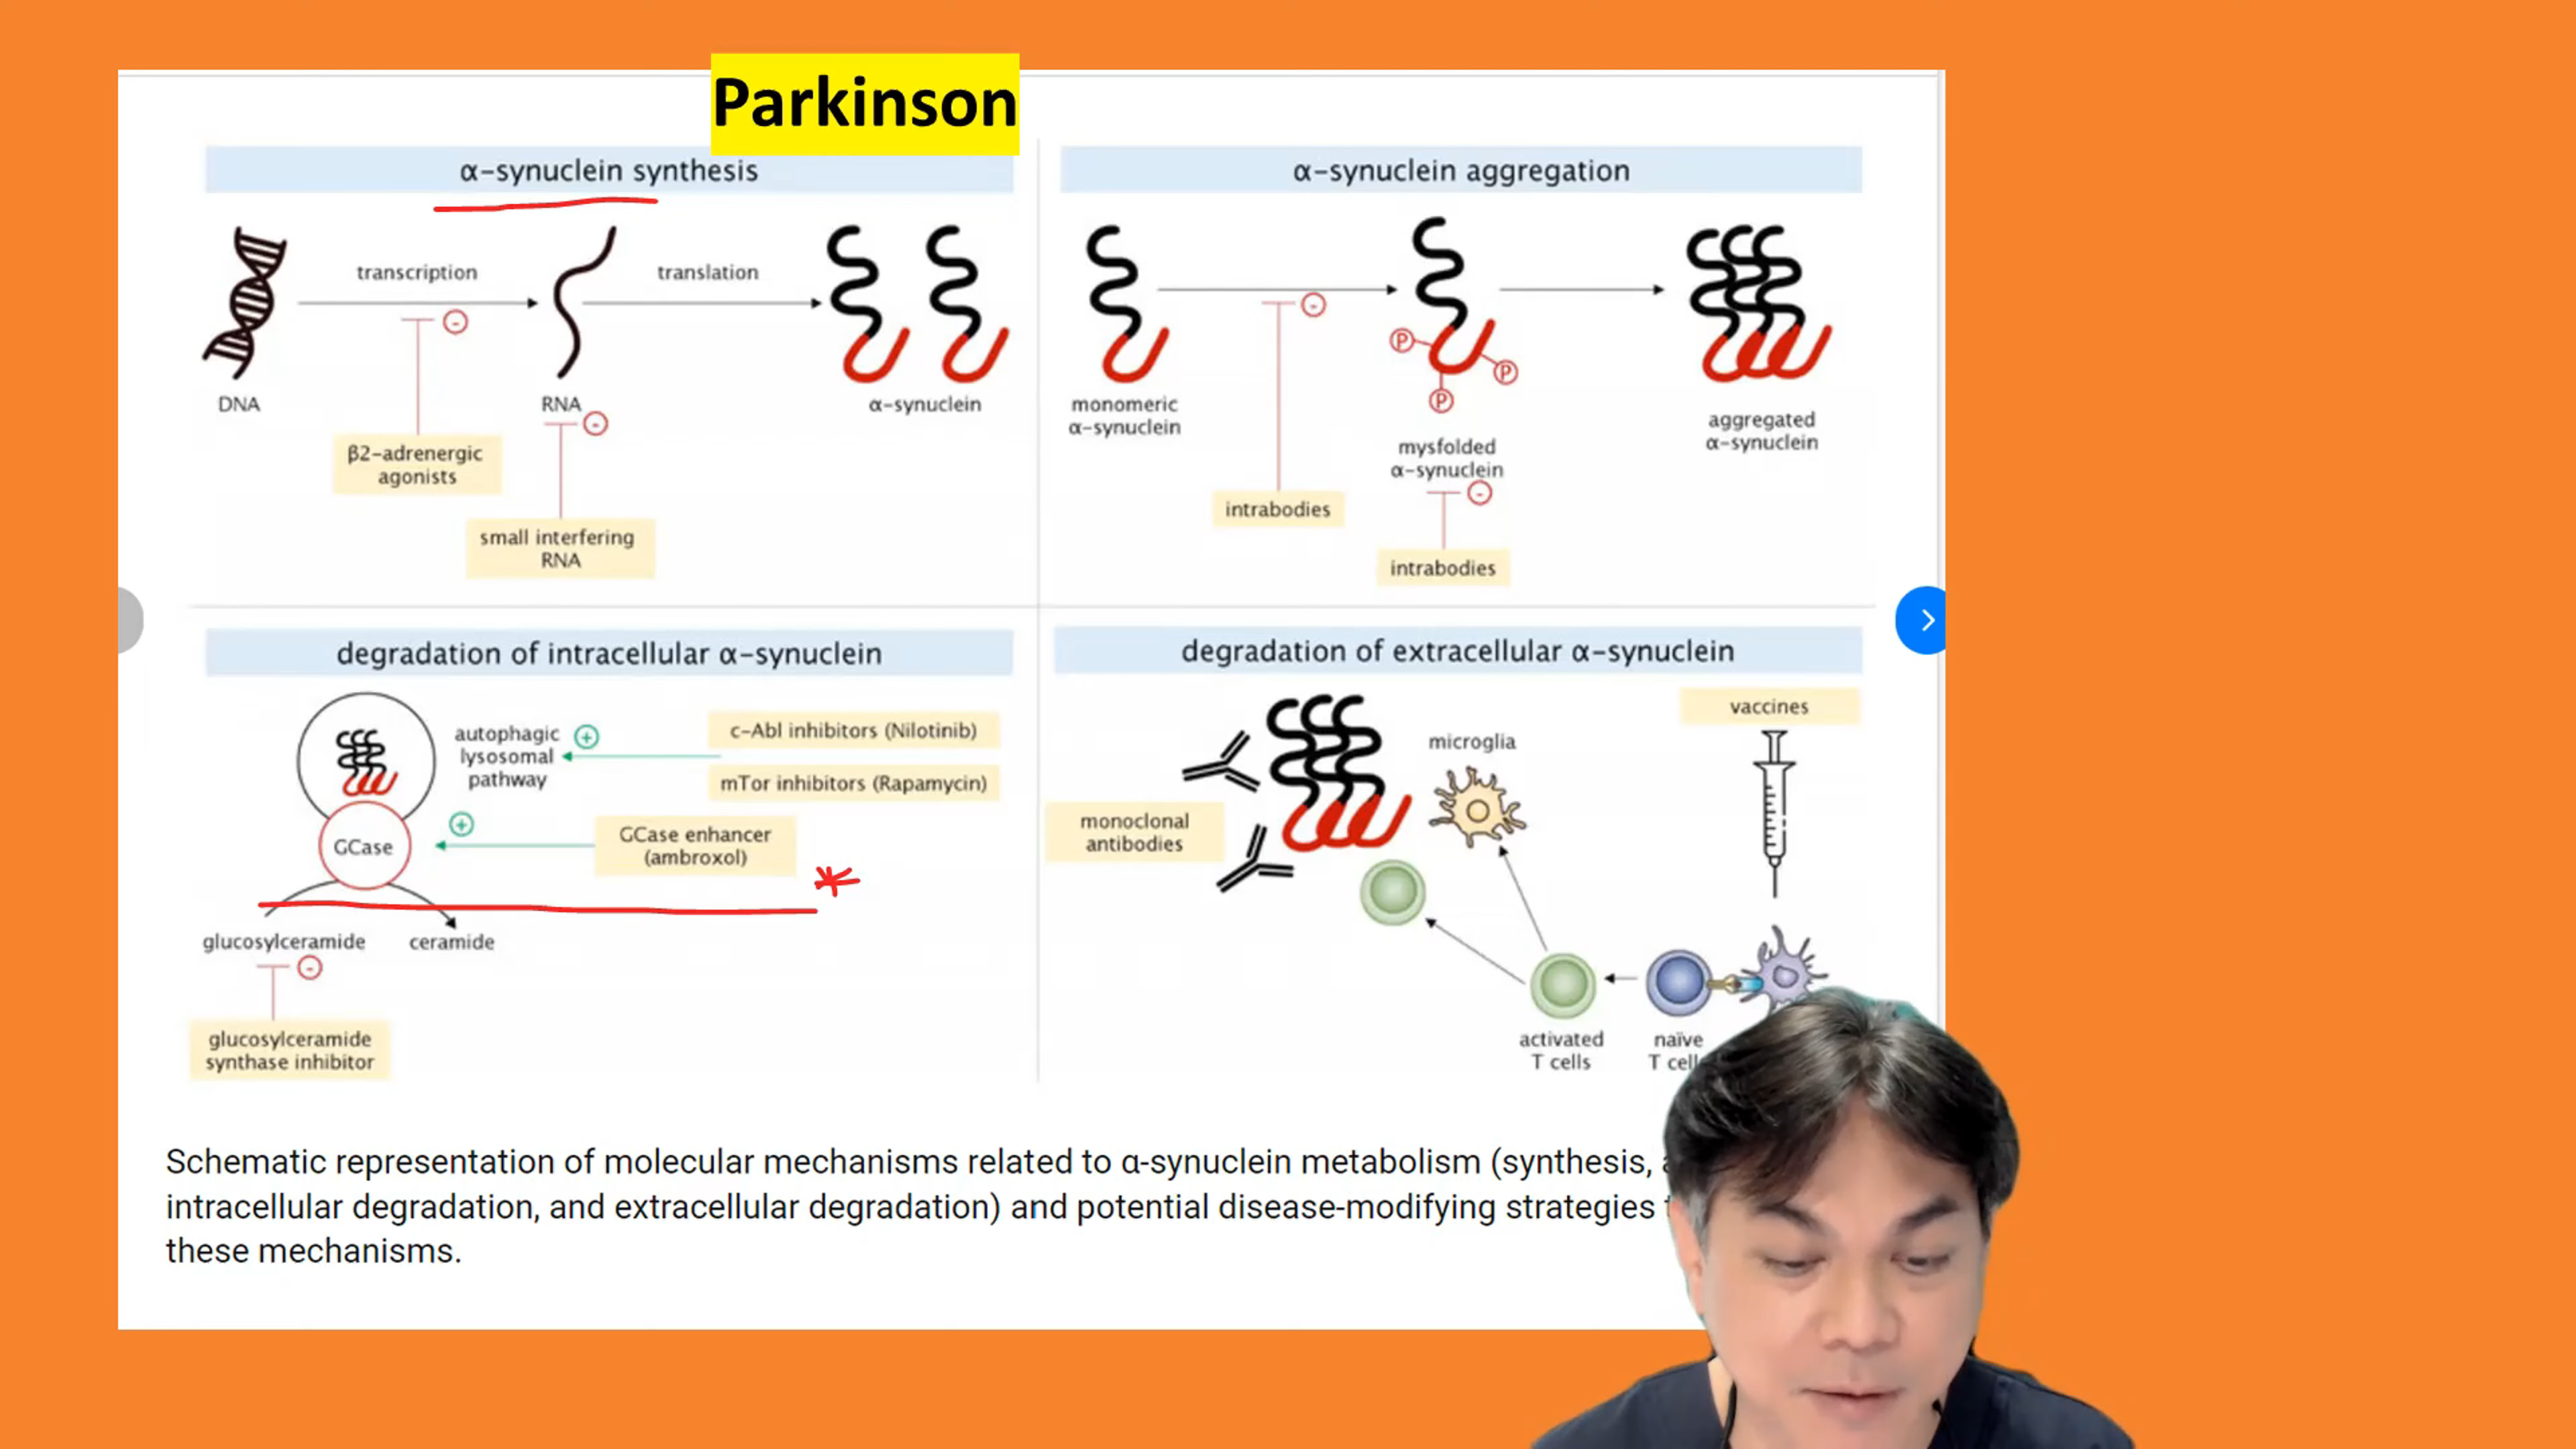 Parkinson
α-synuclein synthesis
transcription
translation
DNA
RNA
α-synuclein
β2-adrenergic
agonists
small interfering
RNA
α-synuclein aggregation
monomeric
α-synuclein
P
P
P
mysfolded
α-synuclein
aggregated
α-synuclein
intrabodies
intrabodies
degradation of intracellular α-synuclein
autophagic
lysosomal
pathway
c-Abl inhibitors (Nilotinib)
mTor inhibitors (Rapamycin)
GCase
GCase enhancer
(ambroxol)
glucosylceramide
ceramide
glucosylceramide
synthase inhibitor
degradation of extracellular α-synuclein
vaccines
microglia
monoclonal
antibodies
activated
T cells
naïve
T cell
Schematic representation of molecular mechanisms related to α-synuclein metabolism (synthesis,
intracellular degradation, and extracellular degradation) and potential disease-modifying strategies
these mechanisms.